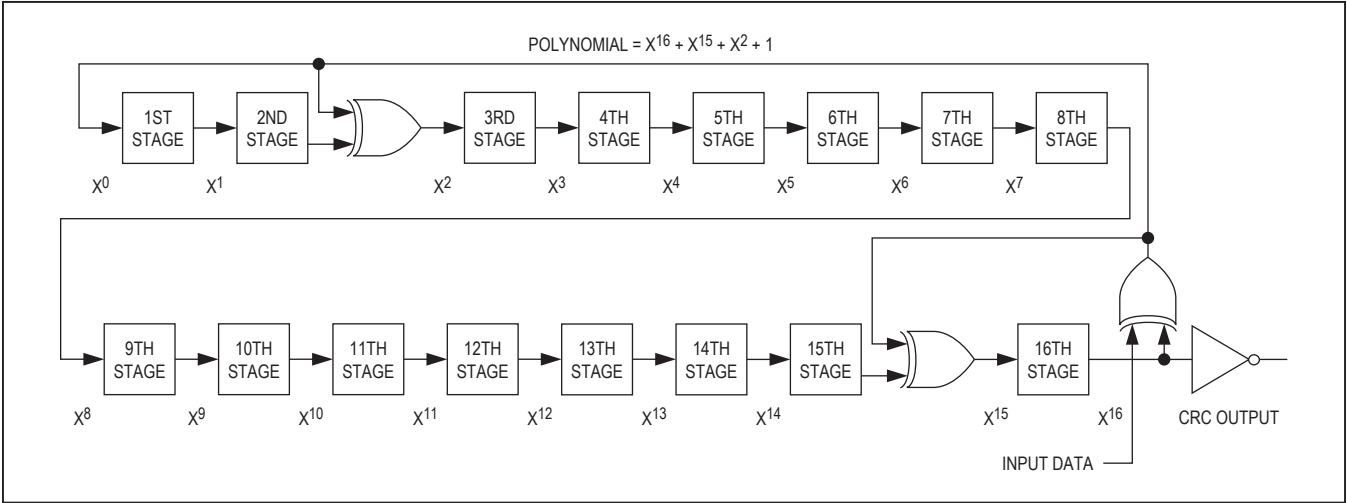 POLYNOMIAL = X16 + X15 + X2 + 1
1ST
STAGE
2ND
STAGE
3RD
STAGE
4TH
STAGE
5TH
STAGE
6TH
STAGE
7TH
STAGE
8TH
STAGE
X0
X1
X2
X3
X4
X5
X6
X7
9TH
STAGE
10TH
STAGE
11TH
STAGE
12TH
STAGE
13TH
STAGE
14TH
STAGE
15TH
STAGE
16TH
STAGE
X8
X9
X10
X11
X12
X13
X14
X15
X16
CRC OUTPUT
INPUT DATA